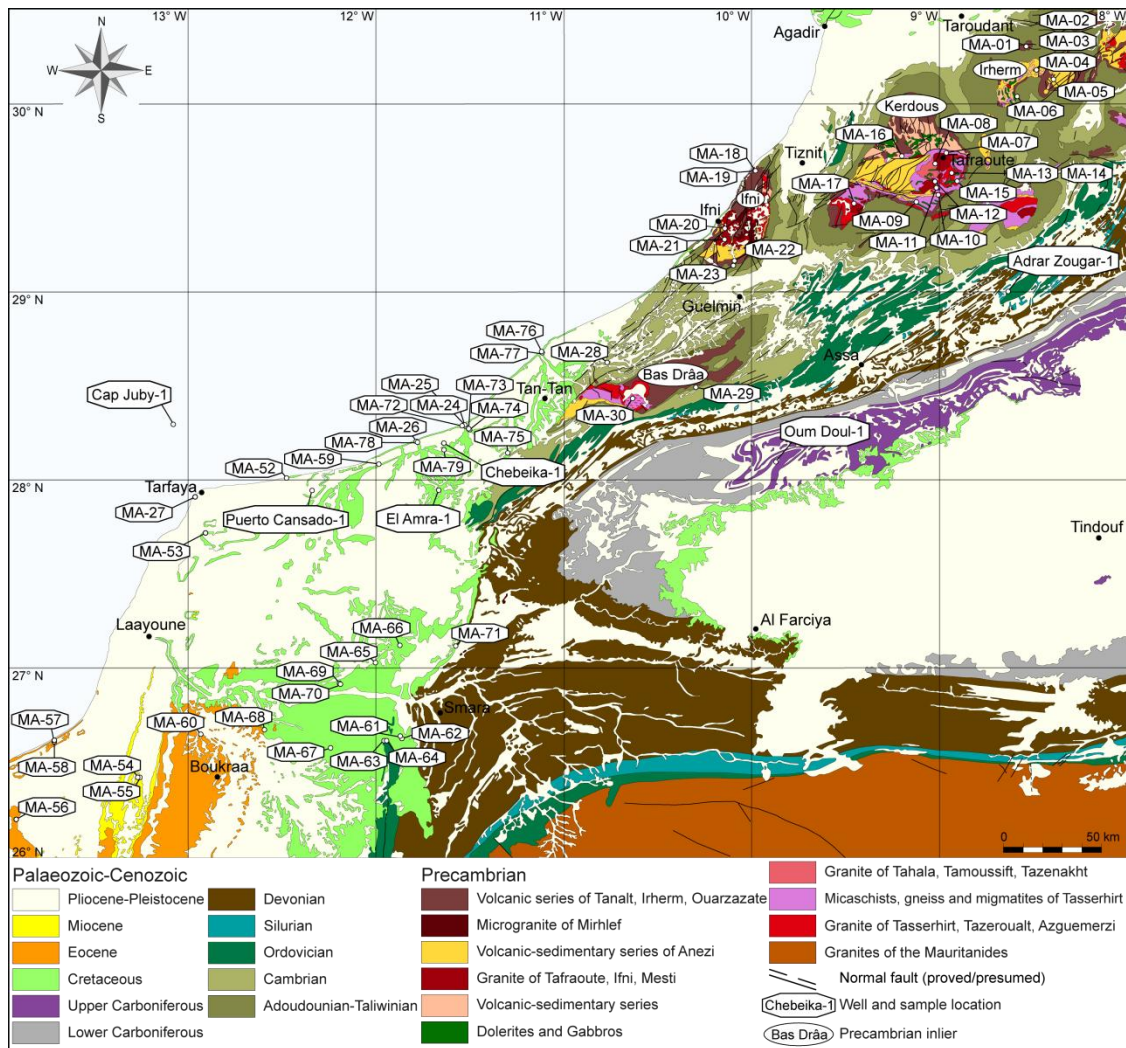 13° W
12° W
11° W
10° W
9° W
8° W
N
W
E
S
30° N
29° N
28° N
27° N
26° N
Agadir
Taroudant
MA-02
MA-01
MA-03
Irherm
MA-04
MA-05
MA-06
Kerdous
MA-08
MA-16
MA-07
MA-18
Tiznit
Tafraoute
MA-19
MA-17
MA-13
MA-14
Ifni
Ifni
MA-15
MA-20
MA-09
MA-12
MA-21
MA-22
MA-11
MA-10
MA-23
Adrar Zougar-1
Guelmin
MA-76
MA-77
MA-28
Assa
Bas Drâa
MA-25
MA-73
Tan-Tan
MA-29
Cap Juby-1
MA-72
MA-24
MA-74
MA-30
MA-26
MA-75
Oum Doul-1
MA-78
MA-59
MA-79
Chebeika-1
MA-52
Tarfaya
MA-27
Puerto Cansado-1
El Amra-1
MA-53
Tindouf
Laayoune
MA-66
MA-71
Al Farciya
MA-65
MA-69
MA-70
MA-57
MA-60
MA-68
MA-61
Smara
MA-62
MA-67
MA-63
MA-64
MA-58
MA-54
Boukraa
MA-55
MA-56
0
50 km
Palaeozoic-Cenozoic
Pliocene-Pleistocene
Miocene
Eocene
Cretaceous
Upper Carboniferous
Lower Carboniferous
Devonian
Silurian
Ordovician
Cambrian
Adoudounian-Taliwinian
Precambrian
Volcanic series of Tanalt, Irherm, Ouarzazate
Microgranite of Mirhlef
Volcanic-sedimentary series of Anezi
Granite of Tafraoute, Ifni, Mesti
Volcanic-sedimentary series
Dolerites and Gabbros
Granite of Tahala, Tamoussift, Tazenakht
Micaschists, gneiss and migmatites of Tasserhirt
Granite of Tasserhirt, Tazeroualt, Azguemerzi
Granites of the Mauritanides
Normal fault (proved/presumed)
Chebeika-1 Well and sample location
Bas Drâa Precambrian inlier